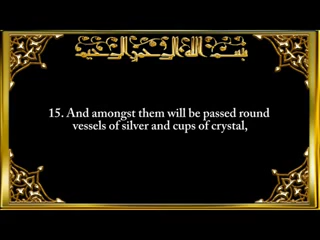 بسم الله الرحمن الرحيم
15. And amongst them will be passed round
vessels of silver and cups of crystal,